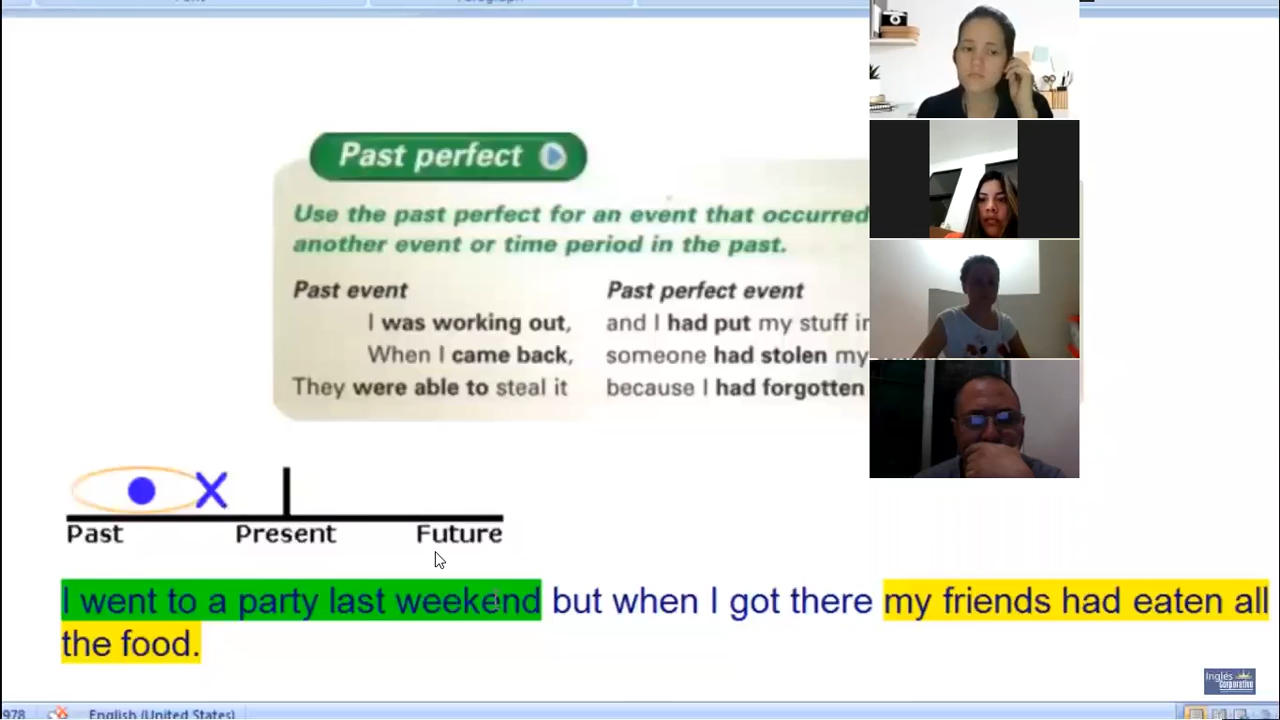 Past perfect
Use the past perfect for an event that occurred
another event or time period in the past.
Past event Past perfect event
I was working out, and I had put my stuff in
When I came back, someone had stolen my
They were able to steal it because I had forgotten
Past Present Future
I went to a party last weekend but when I got there my friends had eaten all
the food.
Inglés
Corporativo
978 English (United States)